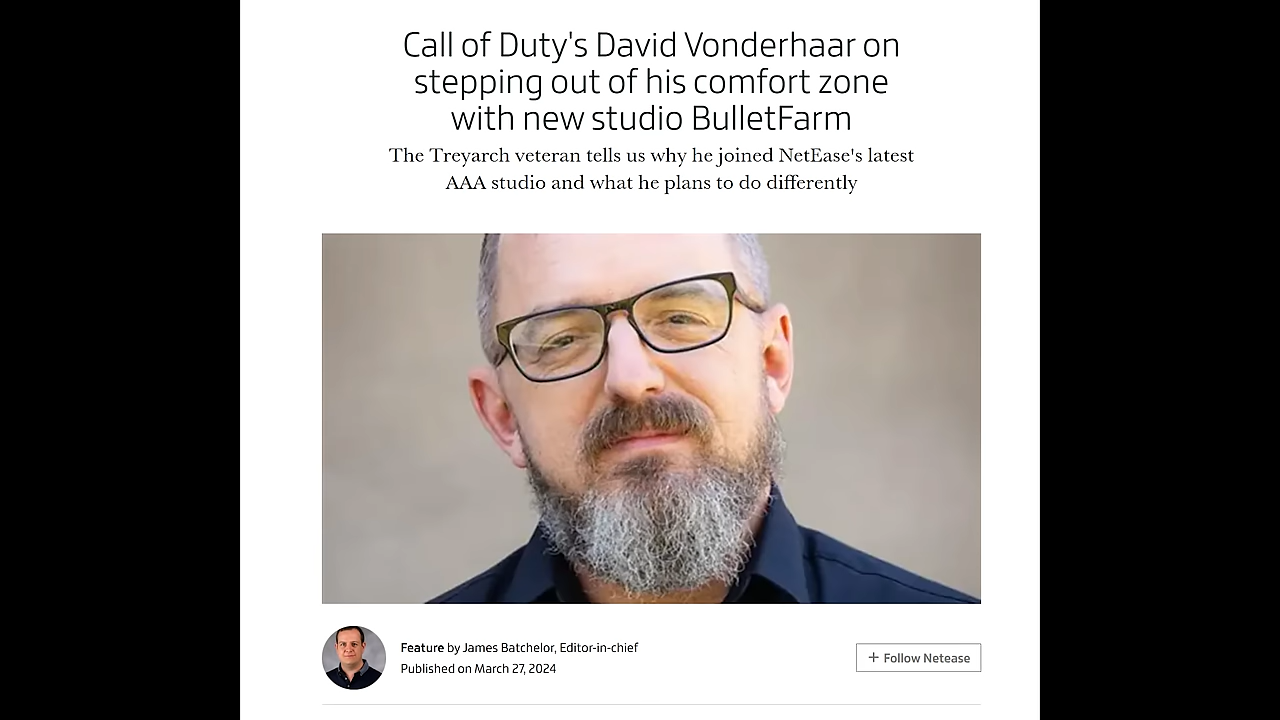 Call of Duty's David Vonderhaar on
stepping out of his comfort zone
with new studio BulletFarm
The Treyarch veteran tells us why he joined NetEase's latest
AAA studio and what he plans to do differently
Feature by James Batchelor, Editor-in-chief
Published on March 27, 2024
+ Follow Netease